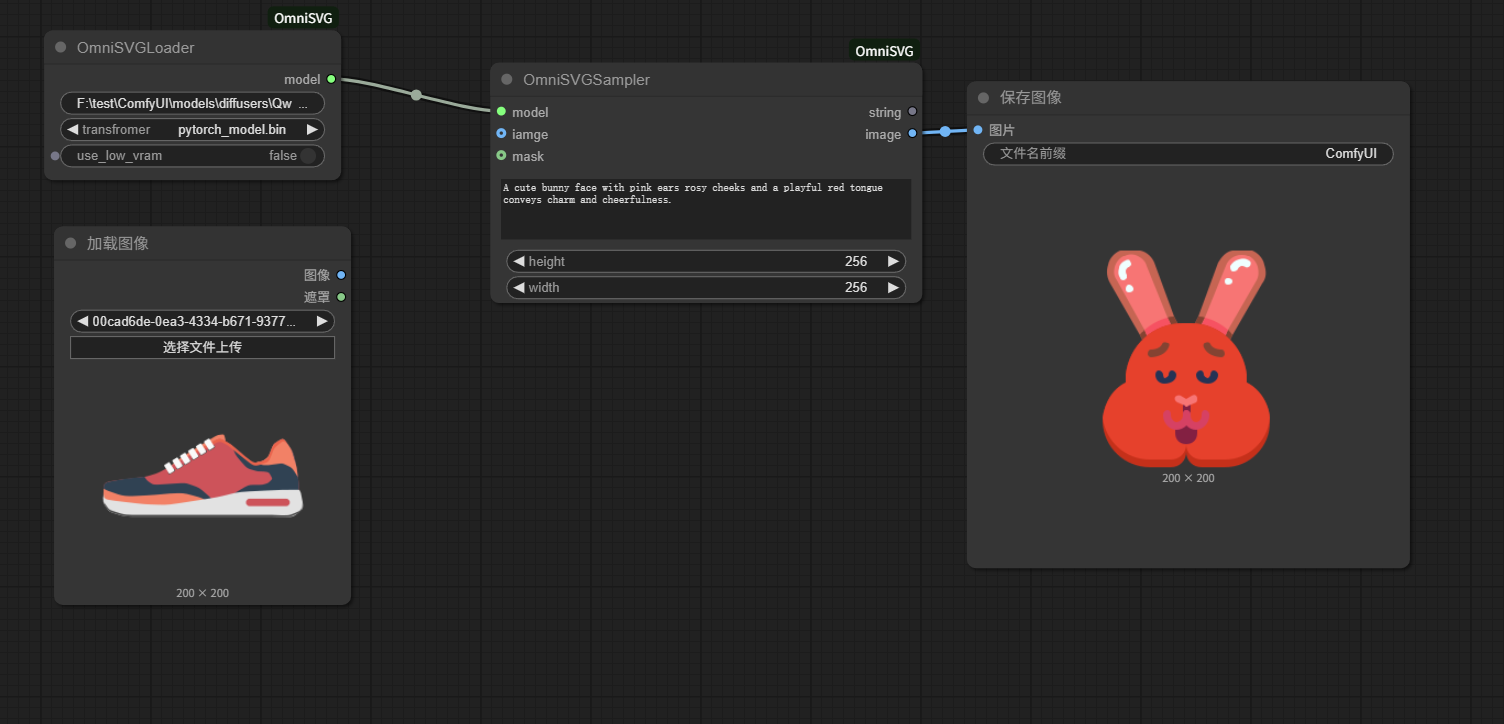 OmniSVG
OmniSVGLoader
model
F:\test\ComfyUI\models\diffusers\Qw ...
transfromer pytorch_model.bin
use_low_vram false
加载图像
图像
遮罩
00cad6de-0ea3-4334-b671-9377...
选择文件上传
200 × 200
OmniSVG
OmniSVGSampler
model string
iamge image
mask
A cute bunny face with pink ears rosy cheeks and a playful red tongue
conveys charm and cheerfulness.
height 256
width 256
保存图像
图片
文件名前缀 ComfyUI
200 × 200